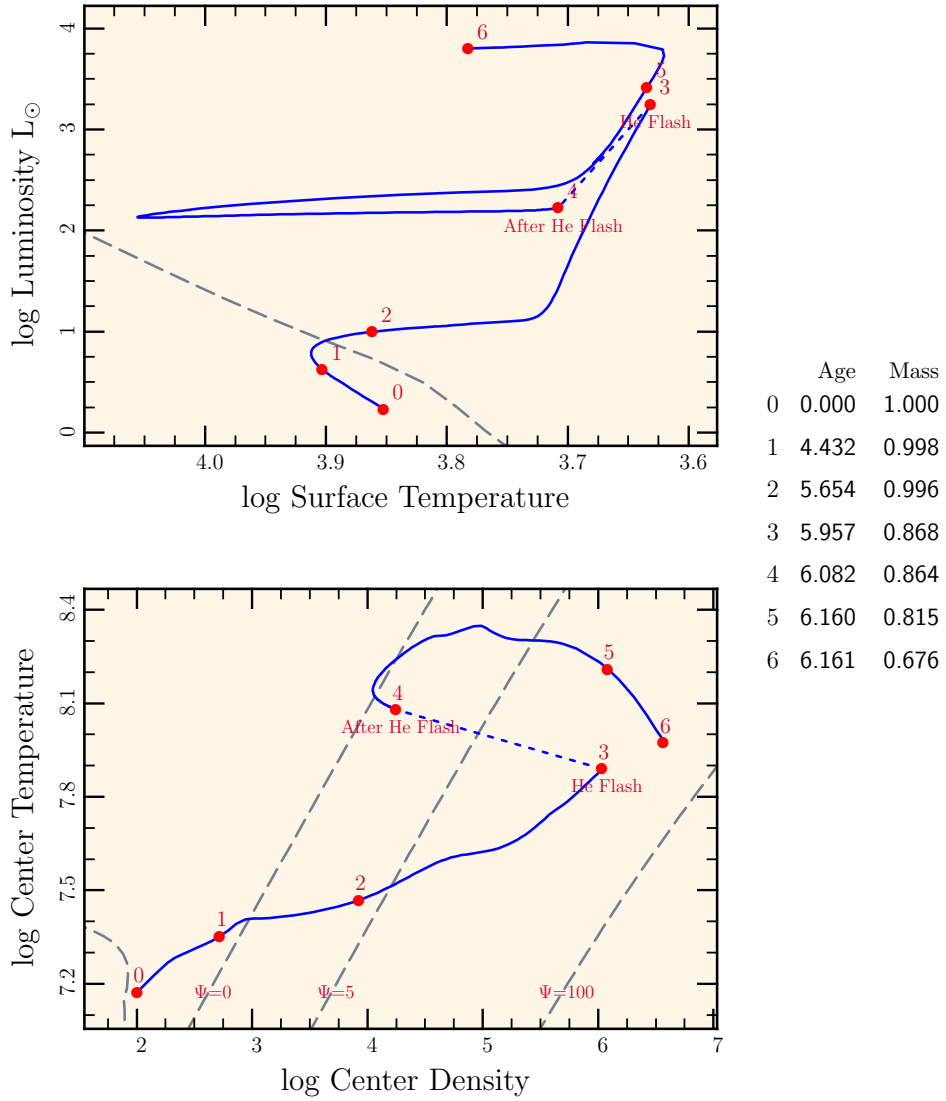 4
3
2
1
0
log Luminosity L⊙
6
5
3
He Flash
4
After He Flash
2
1
0
4.0 3.9 3.8 3.7 3.6
log Surface Temperature
Age Mass
0 0.000 1.000
1 4.432 0.998
2 5.654 0.996
3 5.957 0.868
4 6.082 0.864
5 6.160 0.815
6 6.161 0.676
8.4
8.1
7.8
7.5
7.2
log Center Temperature
5
4
After He Flash
6
3
He Flash
2
1
0
Ψ=0 Ψ=5 Ψ=100
2 3 4 5 6 7
log Center Density